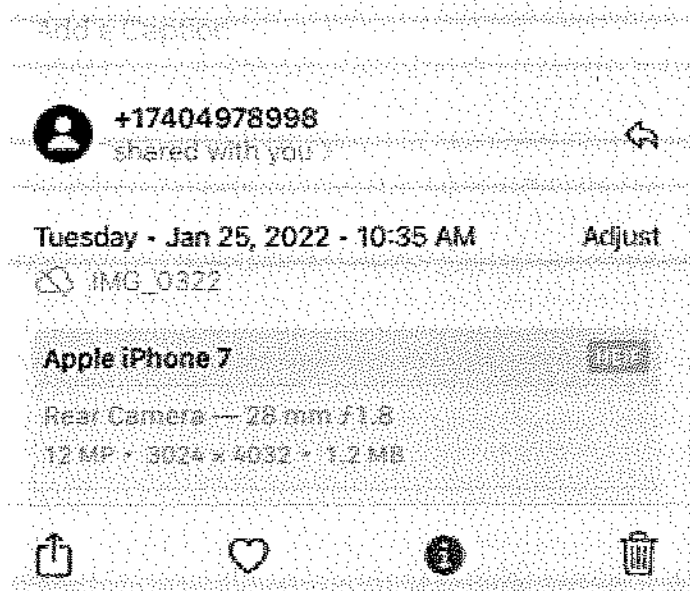 Add a Caption
+17404978998
shared with you
Tuesday • Jan 25, 2022 • 10:35 AM Adjust
IMG_0322
Apple iPhone 7
Rear Camera — 28 mm ƒ1.8
12 MP • 3024 × 4032 • 1.2 MB